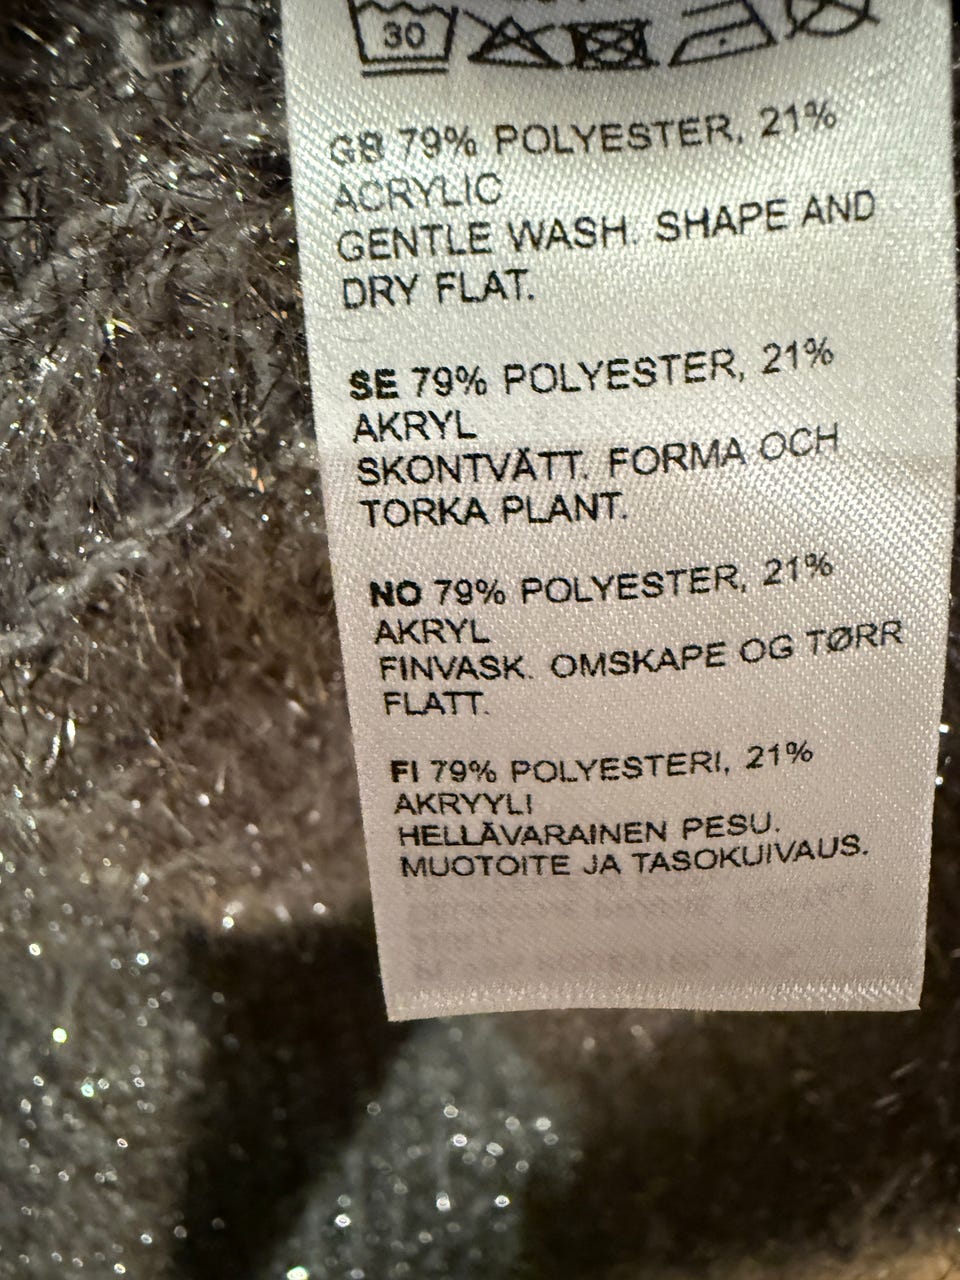 30
GB 79% POLYESTER, 21%
ACRYLIC
GENTLE WASH. SHAPE AND
DRY FLAT.
SE 79% POLYESTER, 21%
AKRYL
SKONTVÄTT. FORMA OCH
TORKA PLANT.
NO 79% POLYESTER, 21%
AKRYL
FINVASK. OMSKAPE OG TØRR
FLATT.
FI 79% POLYESTERI, 21%
AKRYYLI
HELLÄVARAINEN PESU.
MUOTOITE JA TASOKUIVAUS.